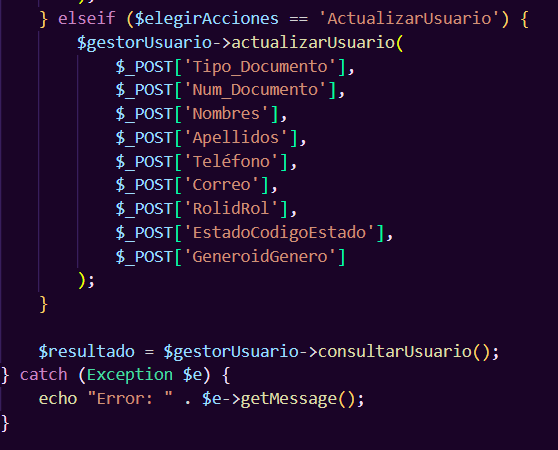 );
} elseif ($elegirAcciones == 'ActualizarUsuario') {
$gestorUsuario->actualizarUsuario(
$_POST['Tipo_Documento'],
$_POST['Num_Documento'],
$_POST['Nombres'],
$_POST['Apellidos'],
$_POST['Teléfono'],
$_POST['Correo'],
$_POST['RolidRol'],
$_POST['EstadoCodigoEstado'],
$_POST['GeneroidGenero']
);
}
$resultado = $gestorUsuario->consultarUsuario();
} catch (Exception $e) {
echo "Error: " . $e->getMessage();
}